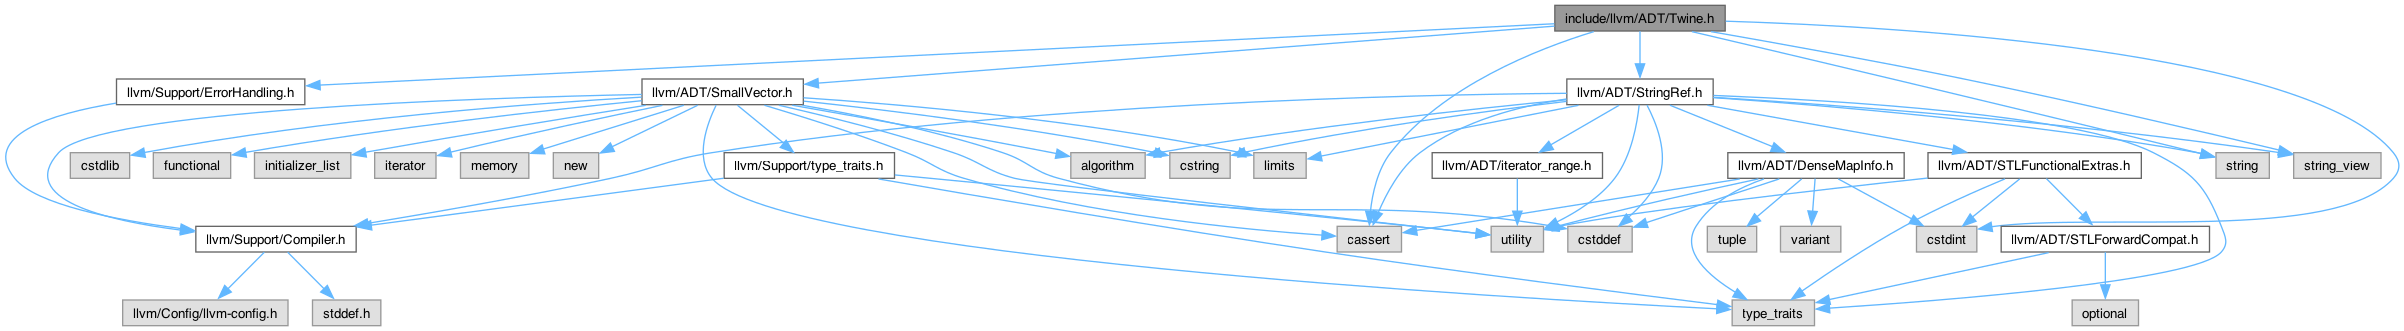 include/llvm/ADT/Twine.h
llvm/Support/ErrorHandling.h
llvm/ADT/SmallVector.h
llvm/ADT/StringRef.h
cstdlib
functional
initializer_list
iterator
memory
new
llvm/Support/type_traits.h
algorithm
cstring
limits
llvm/ADT/iterator_range.h
llvm/ADT/DenseMapInfo.h
llvm/ADT/STLFunctionalExtras.h
string
string_view
llvm/Support/Compiler.h
cassert
utility
cstddef
tuple
variant
cstdint
llvm/ADT/STLForwardCompat.h
llvm/Config/llvm-config.h
stddef.h
type_traits
optional